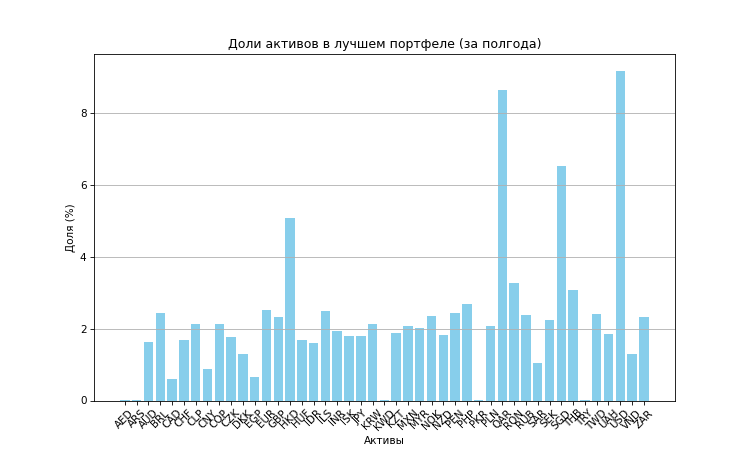 Доли активов в лучшем портфеле (за полгода)
Доля (%)
8
6
4
2
0
AED
ARS
AUD
BRL
CAD
CHF
CLP
CNY
COP
CZK
DKK
EGP
EUR
GBP
HKD
HUF
IDR
ILS
INR
ISK
JPY
KRW
KWD
KZT
MXN
MYR
NOK
NZD
PEN
PHP
PKR
PLN
QAR
RON
RUB
SAR
SEK
SGD
THB
TRY
TWD
UAH
USD
VND
ZAR
Активы